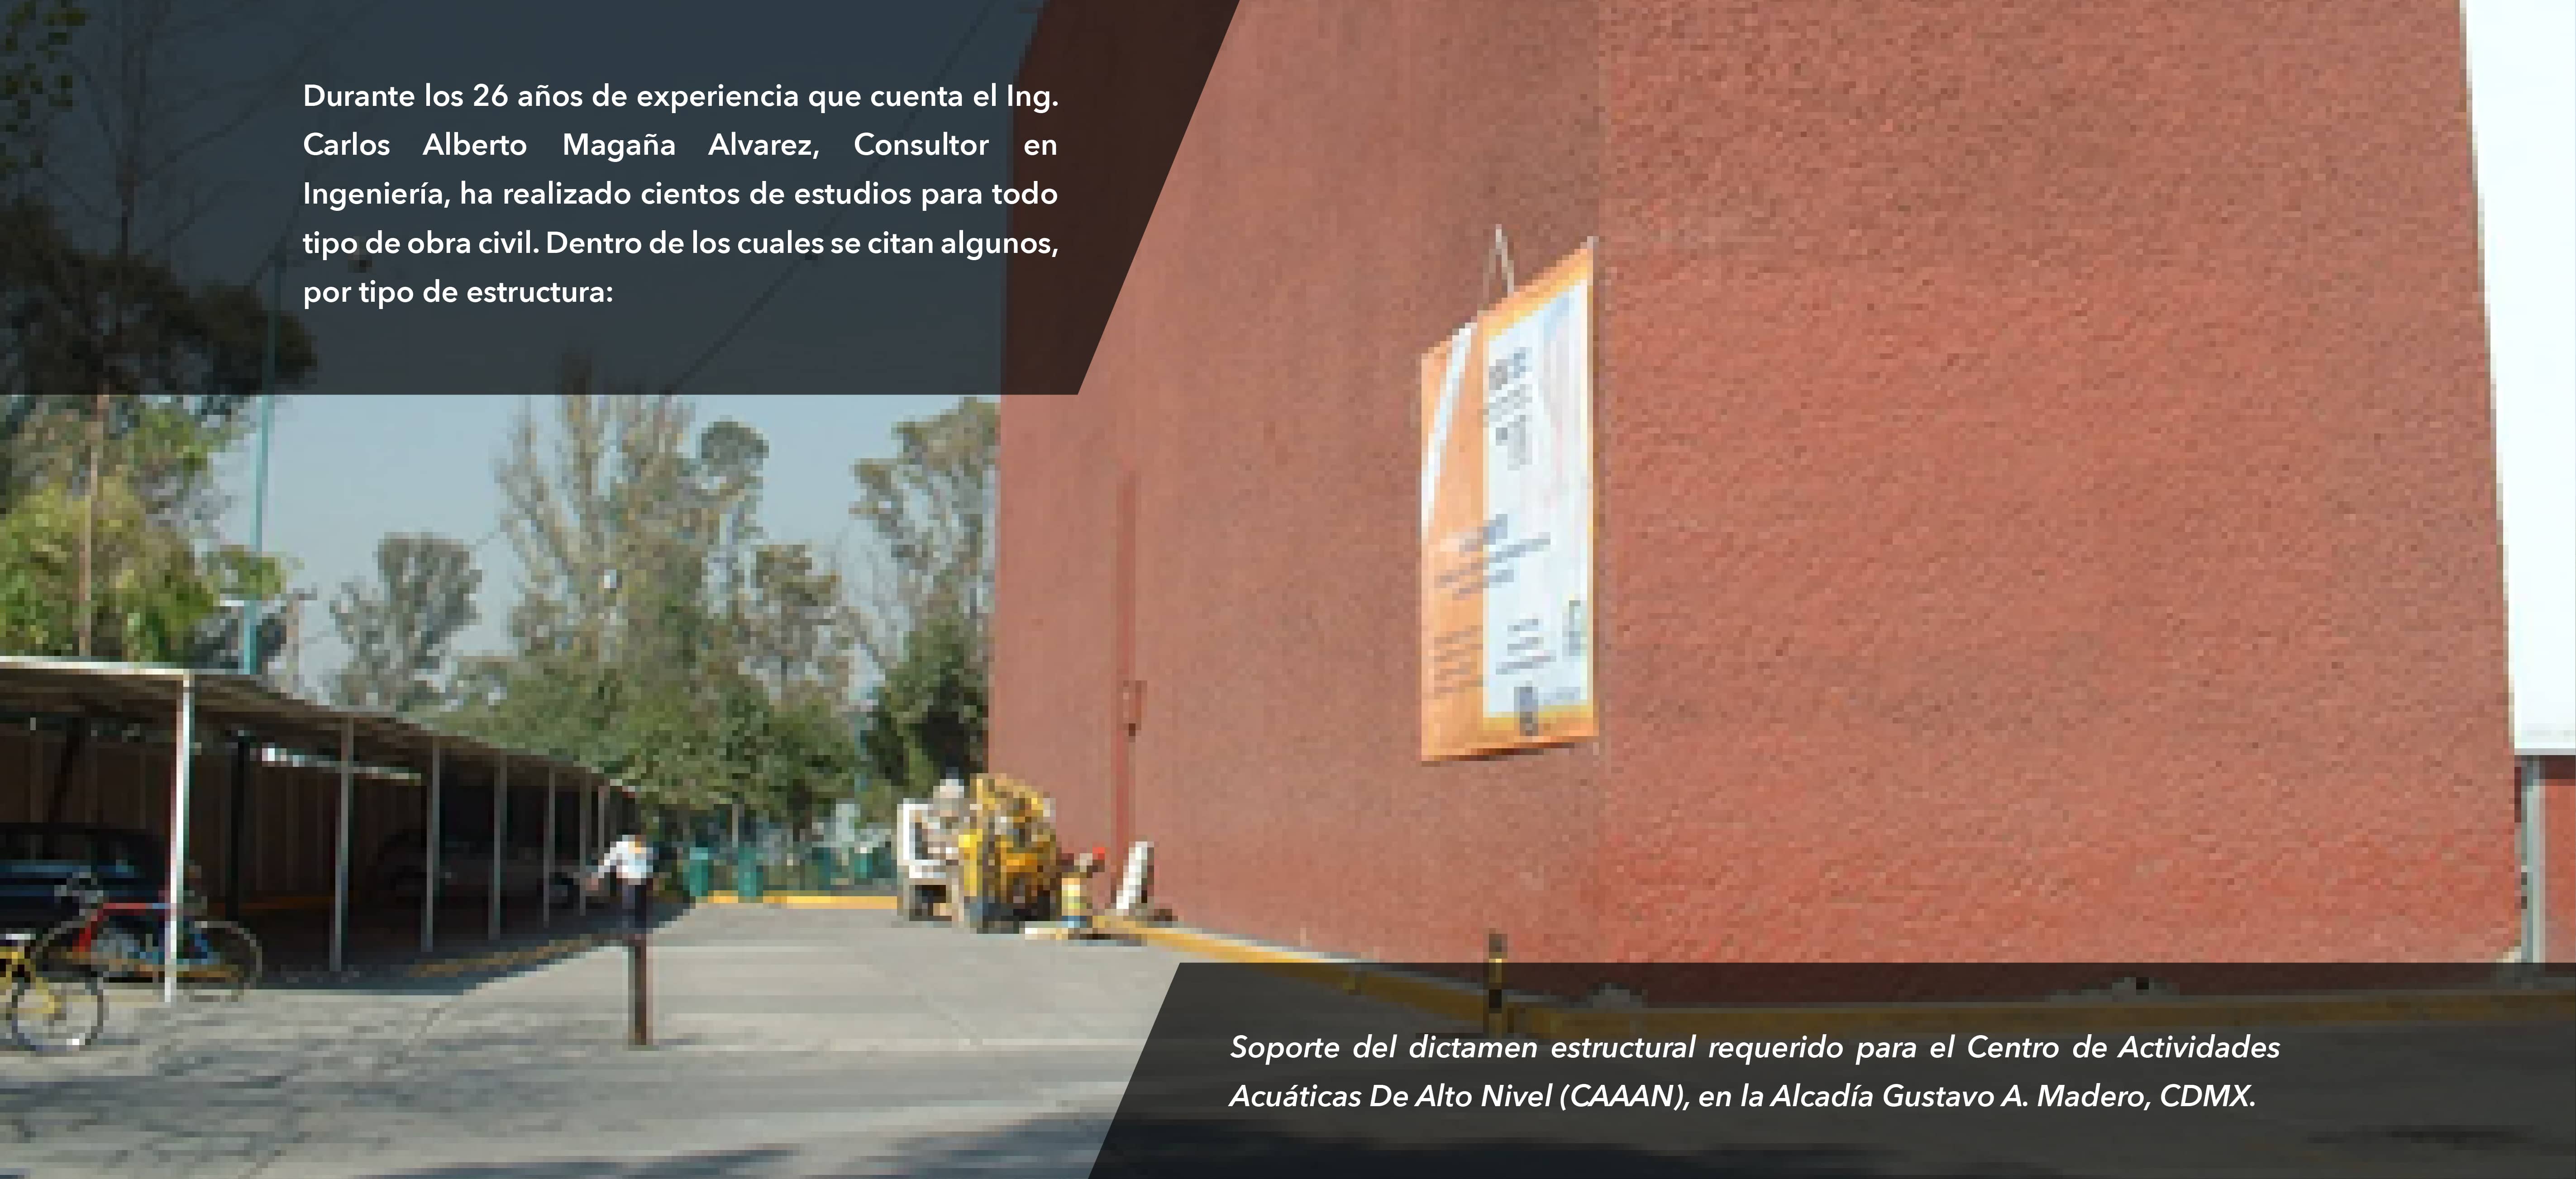 Durante los 26 años de experiencia que cuenta el Ing.
Carlos Alberto Magaña Alvarez, Consultor en
Ingeniería, ha realizado cientos de estudios para todo
tipo de obra civil. Dentro de los cuales se citan algunos,
por tipo de estructura:
Soporte del dictamen estructural requerido para el Centro de Actividades
Acuáticas De Alto Nivel (CAAAN), en la Alcadía Gustavo A. Madero, CDMX.